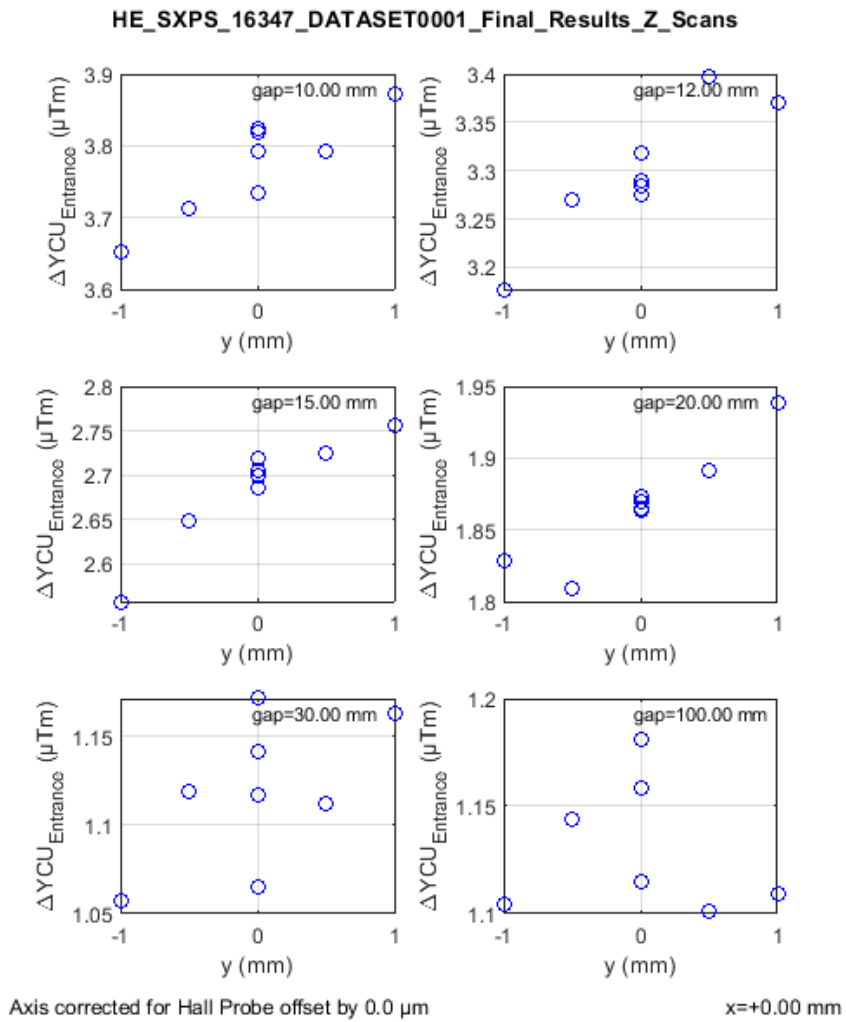 HE_SXPS_16347_DATASET0001_Final_Results_Z_Scans
3.9
3.8
3.7
3.6
ΔYCU_Entrance (µTm)
gap=10.00 mm
-1 0 1
y (mm)
3.4
3.35
3.3
3.25
3.2
ΔYCU_Entrance (µTm)
gap=12.00 mm
-1 0 1
y (mm)
2.8
2.75
2.7
2.65
2.6
ΔYCU_Entrance (µTm)
gap=15.00 mm
-1 0 1
y (mm)
1.95
1.9
1.85
1.8
ΔYCU_Entrance (µTm)
gap=20.00 mm
-1 0 1
y (mm)
1.15
1.1
1.05
ΔYCU_Entrance (µTm)
gap=30.00 mm
-1 0 1
y (mm)
1.2
1.15
1.1
ΔYCU_Entrance (µTm)
gap=100.00 mm
-1 0 1
y (mm)
Axis corrected for Hall Probe offset by 0.0 µm
x=+0.00 mm